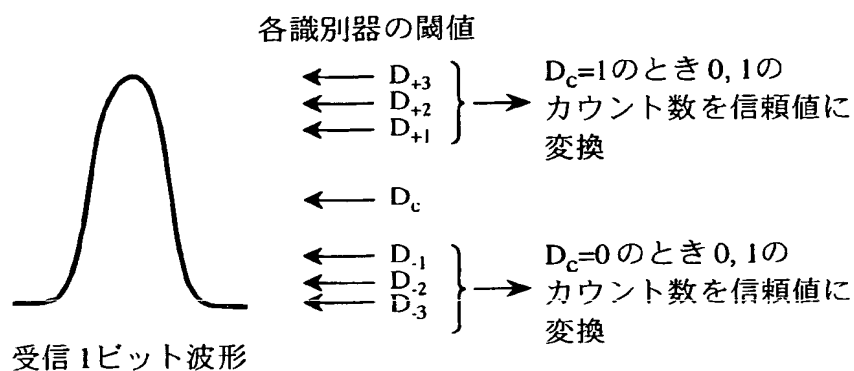 各識別器の閾値
D+3
D+2
D+1
Dc=1のとき 0, 1の
カウント数を信頼値に
変換
Dc
D-1
D-2
D-3
Dc=0のとき 0, 1の
カウント数を信頼値に
変換
受信1ビット波形